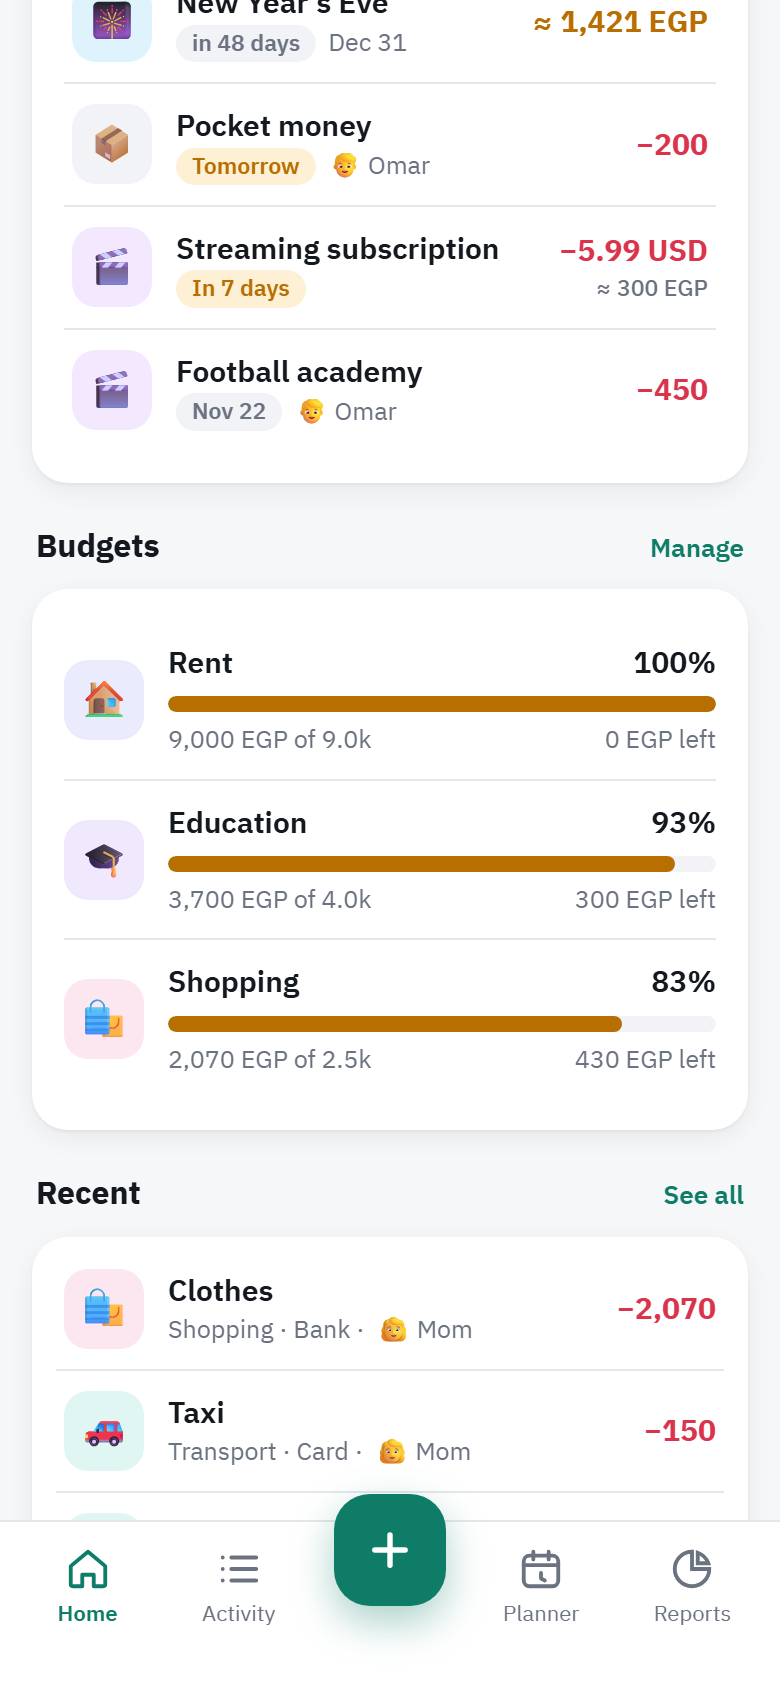 New Year's Eve
≈ 1,421 EGP
in 48 days Dec 31
Pocket money
−200
Tomorrow Omar
Streaming subscription
−5.99 USD
In 7 days
≈ 300 EGP
Football academy
−450
Nov 22 Omar
Budgets
Manage
Rent
100%
9,000 EGP of 9.0k
0 EGP left
Education
93%
3,700 EGP of 4.0k
300 EGP left
Shopping
83%
2,070 EGP of 2.5k
430 EGP left
Recent
See all
Clothes
−2,070
Shopping · Bank · Mom
Taxi
−150
Transport · Card · Mom
Home
Activity
Planner
Reports